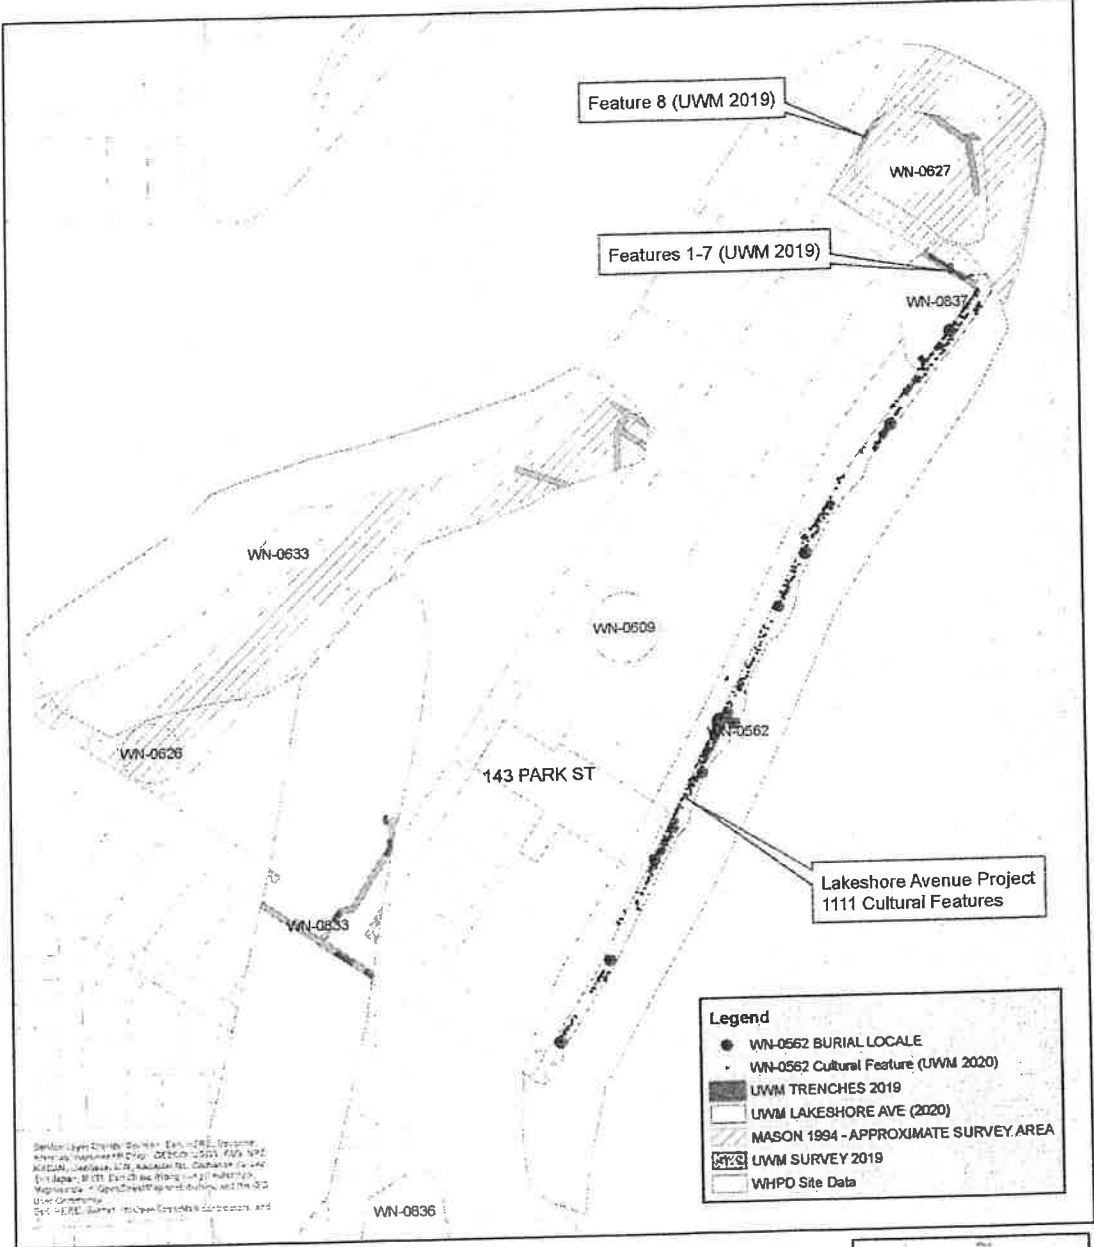 Feature 8 (UWM 2019)
WN-0627
Features 1-7 (UWM 2019)
WN-0837
WN-0633
WN-0609
WN-0562
WN-0626
143 PARK ST
Lakeshore Avenue Project
1111 Cultural Features
WN-0833
Legend
WN-0562 BURIAL LOCALE
WN-0562 Cultural Feature (UWM 2020)
UWM TRENCHES 2019
UWM LAKESHORE AVE (2020)
MASON 1994 - APPROXIMATE SURVEY AREA
UWM SURVEY 2019
WHPD Site Data
WN-0836
User Community